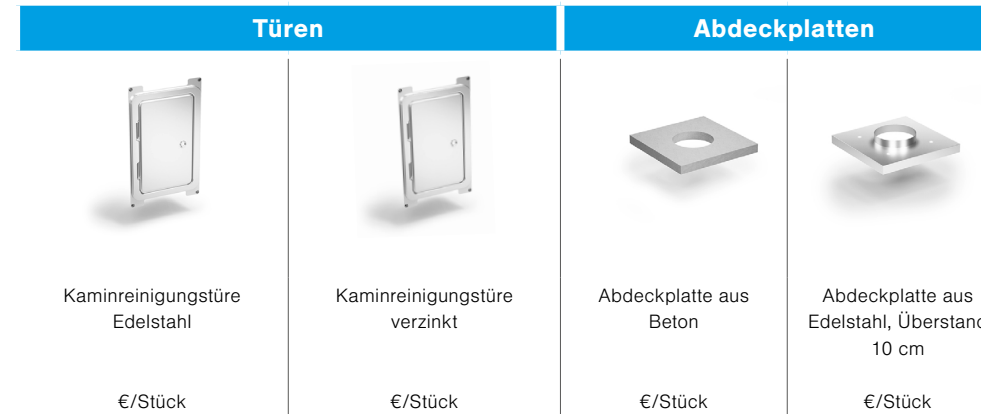 Türen
Abdeckplatten
Kaminreinigungstüre
Edelstahl
Kaminreinigungstüre
verzinkt
Abdeckplatte aus
Beton
Abdeckplatte aus
Edelstahl, Überstand
10 cm
€/Stück
€/Stück
€/Stück
€/Stück